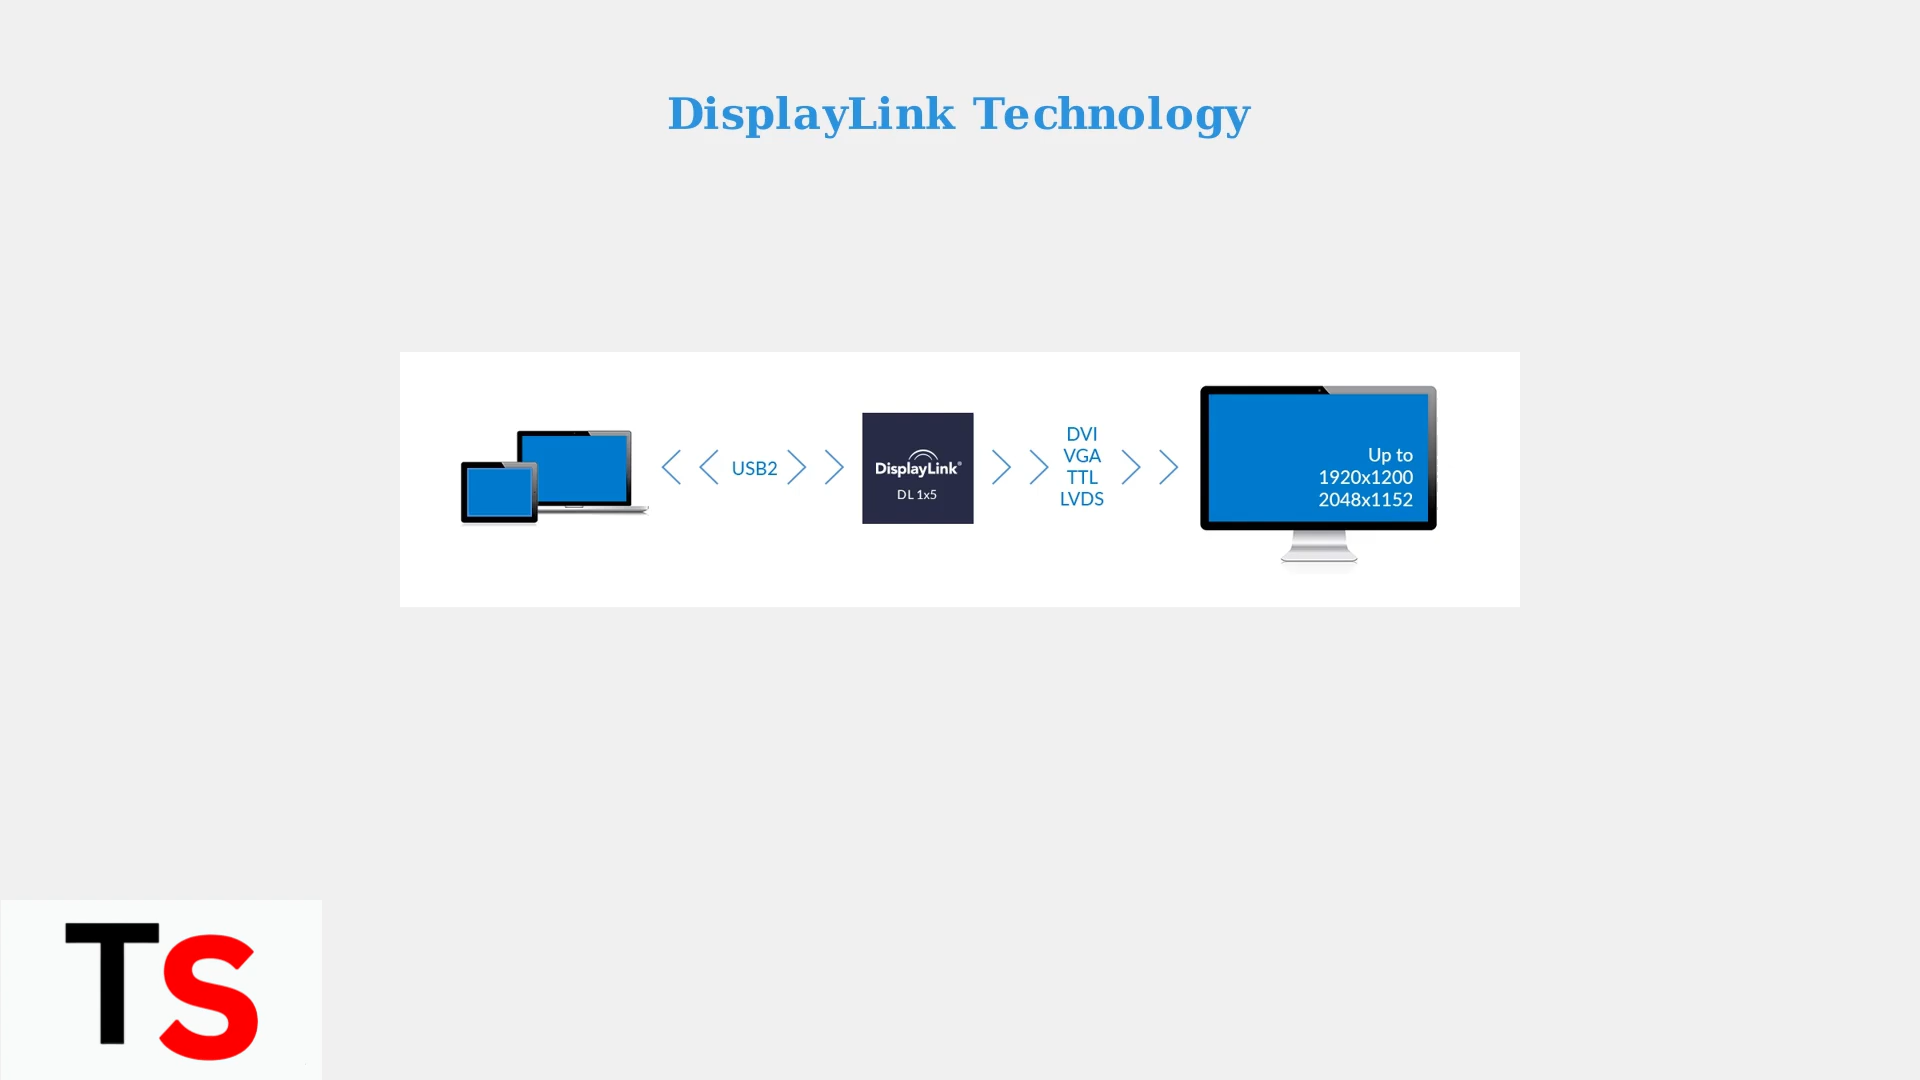 DisplayLink Technology
USB2
DisplayLink®
DL 1x5
DVI
VGA
TTL
LVDS
Up to
1920x1200
2048x1152
TS